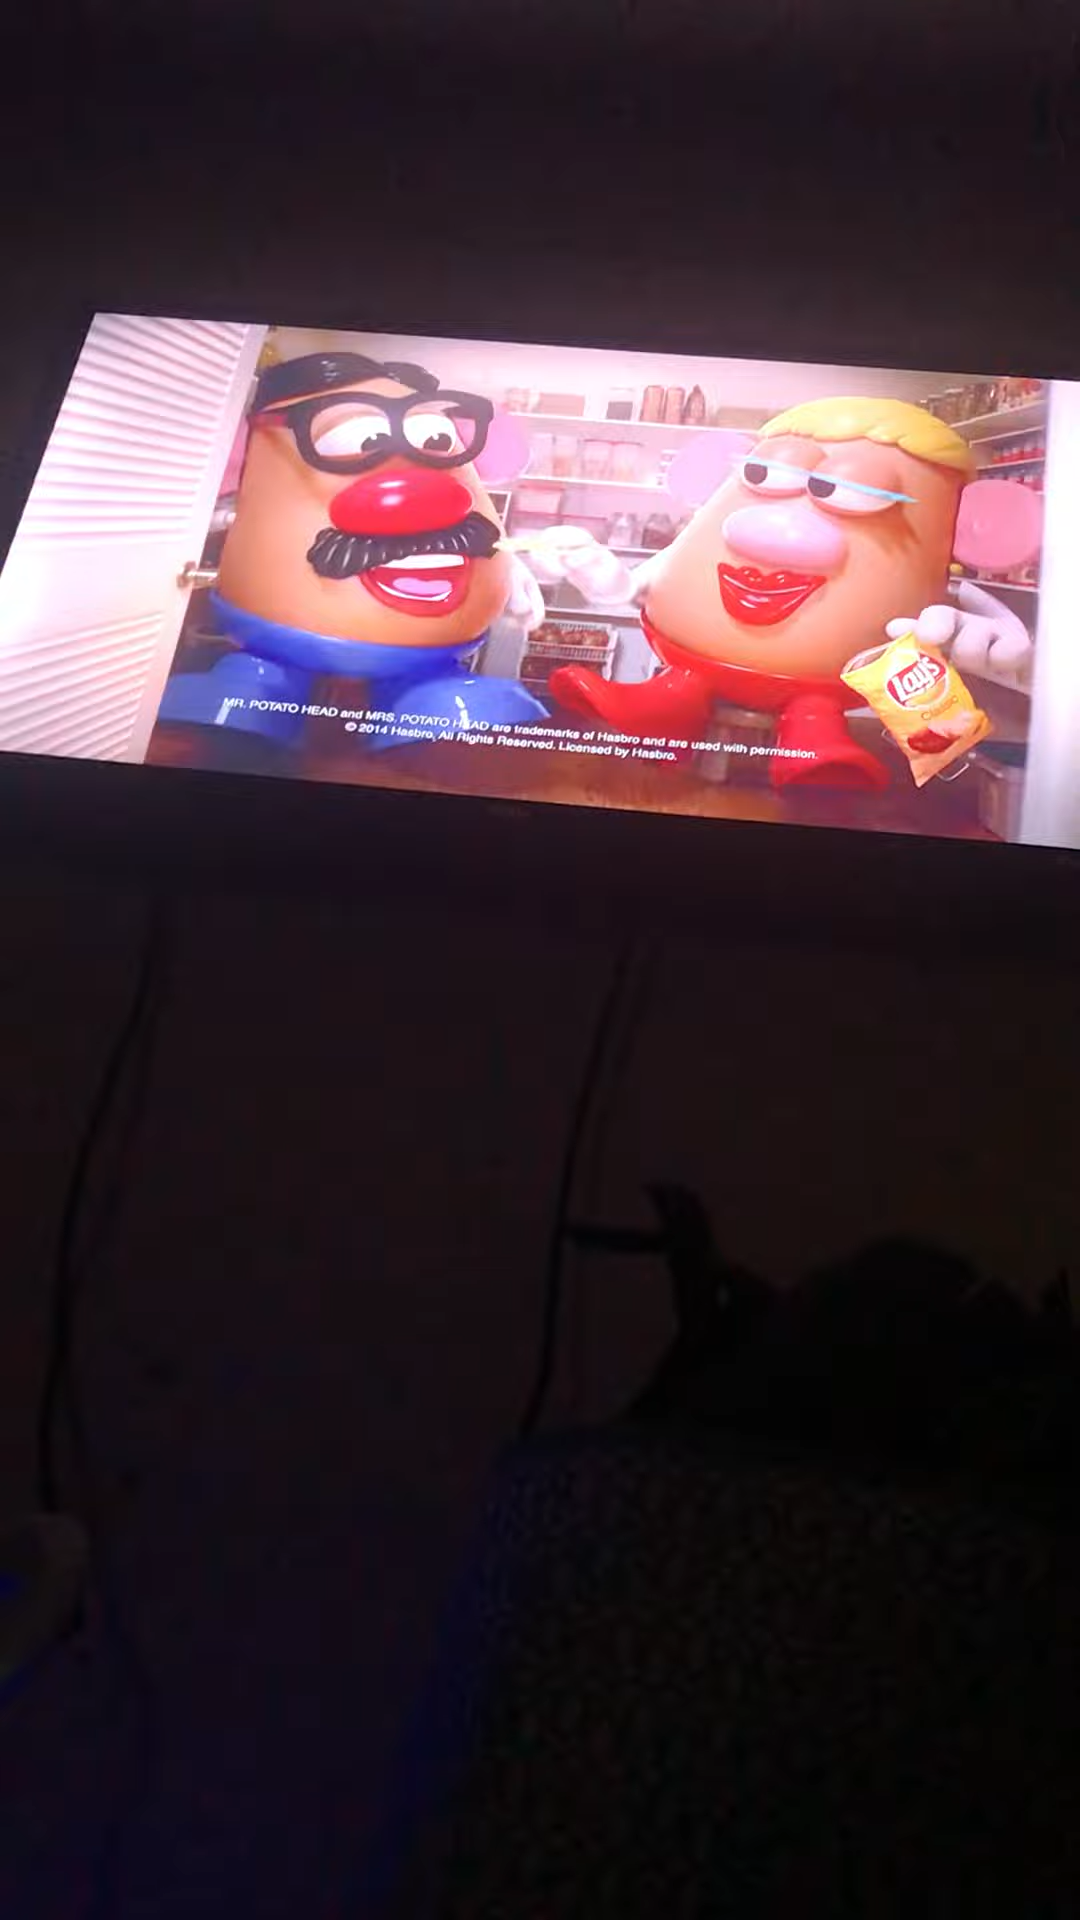 MR. POTATO HEAD and MRS. POTATO HEAD are trademarks of Hasbro and are used with permission.
© 2014 Hasbro, All Rights Reserved. Licensed by Hasbro.
Lay's
CLASSIC